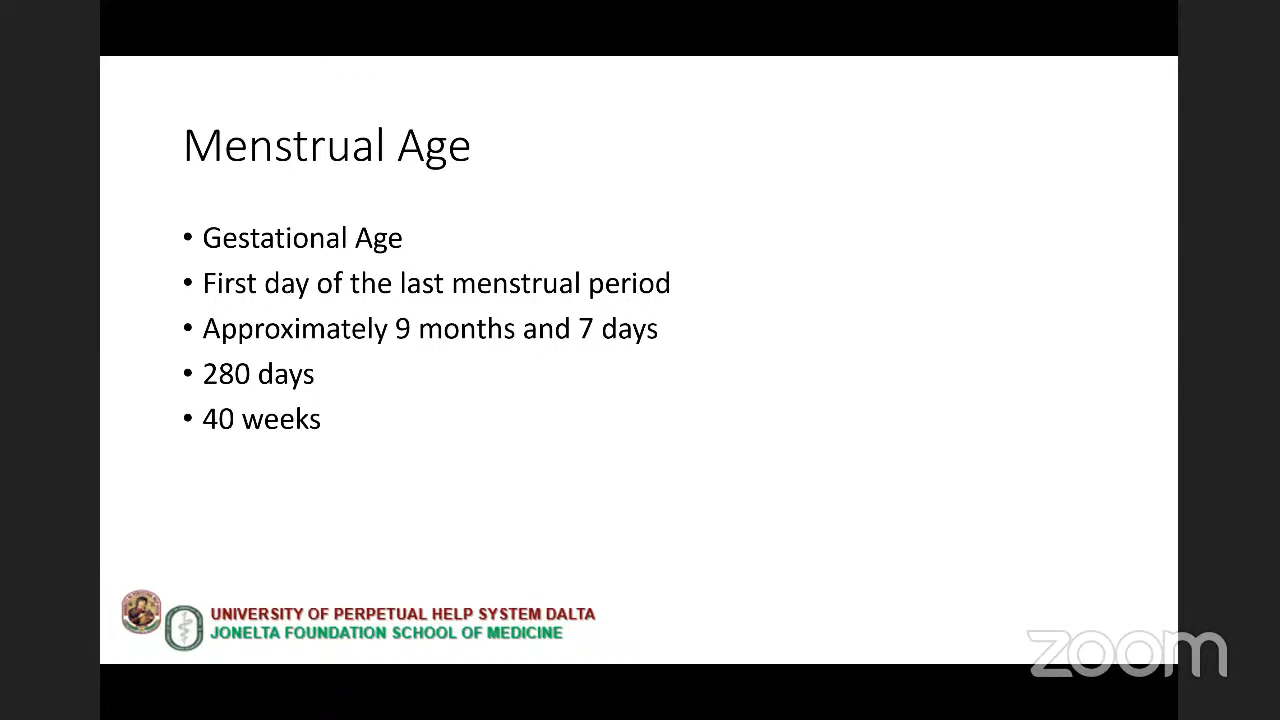 Menstrual Age
• Gestational Age
• First day of the last menstrual period
• Approximately 9 months and 7 days
• 280 days
• 40 weeks
UNIVERSITY OF PERPETUAL HELP SYSTEM DALTA
JONELTA FOUNDATION SCHOOL OF MEDICINE
zoom